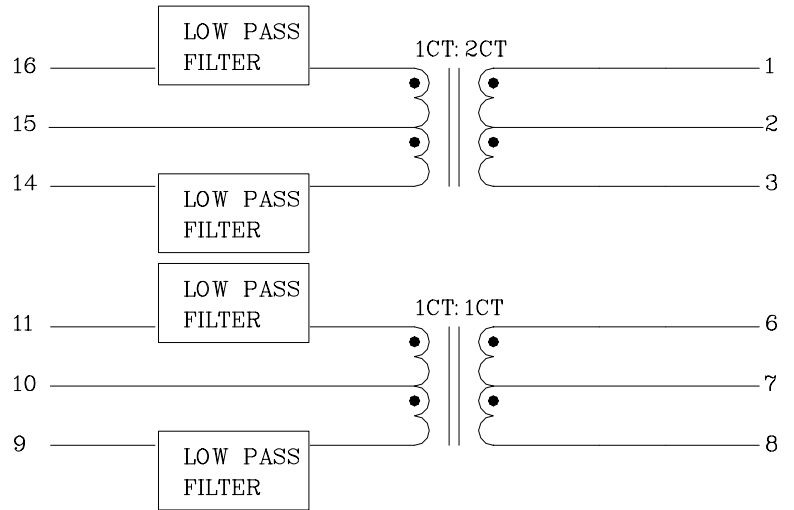 LOW PASS
FILTER
1CT: 2CT
16
1
15
2
14
3
LOW PASS
FILTER
LOW PASS
FILTER
1CT: 1CT
11
6
10
7
9
8
LOW PASS
FILTER